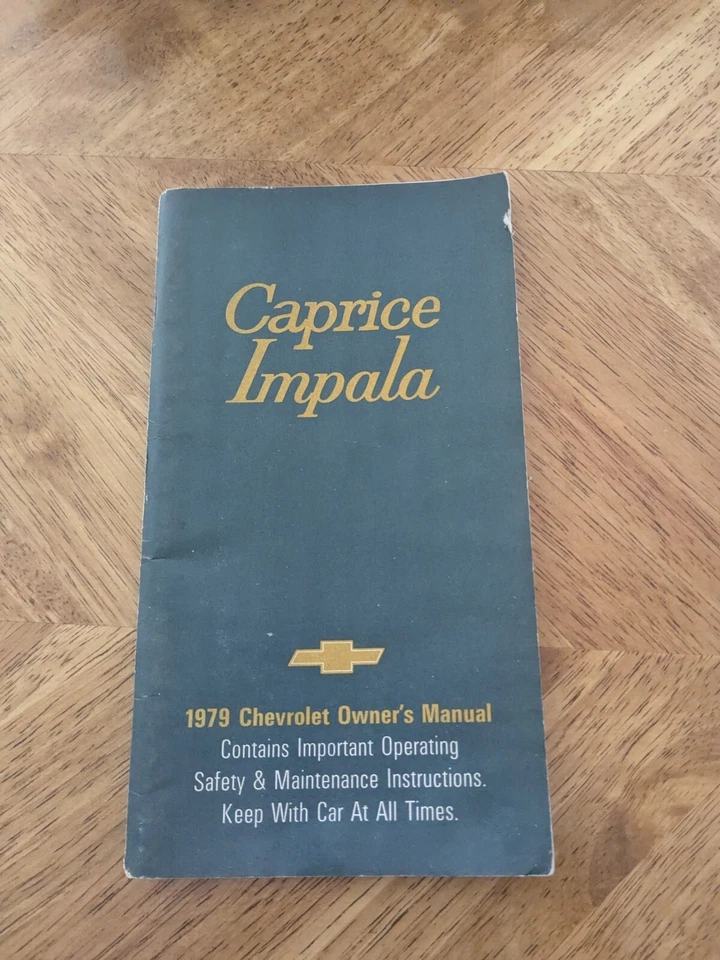 Caprice
Impala
1979 Chevrolet Owner's Manual
Contains Important Operating
Safety & Maintenance Instructions.
Keep With Car At All Times.